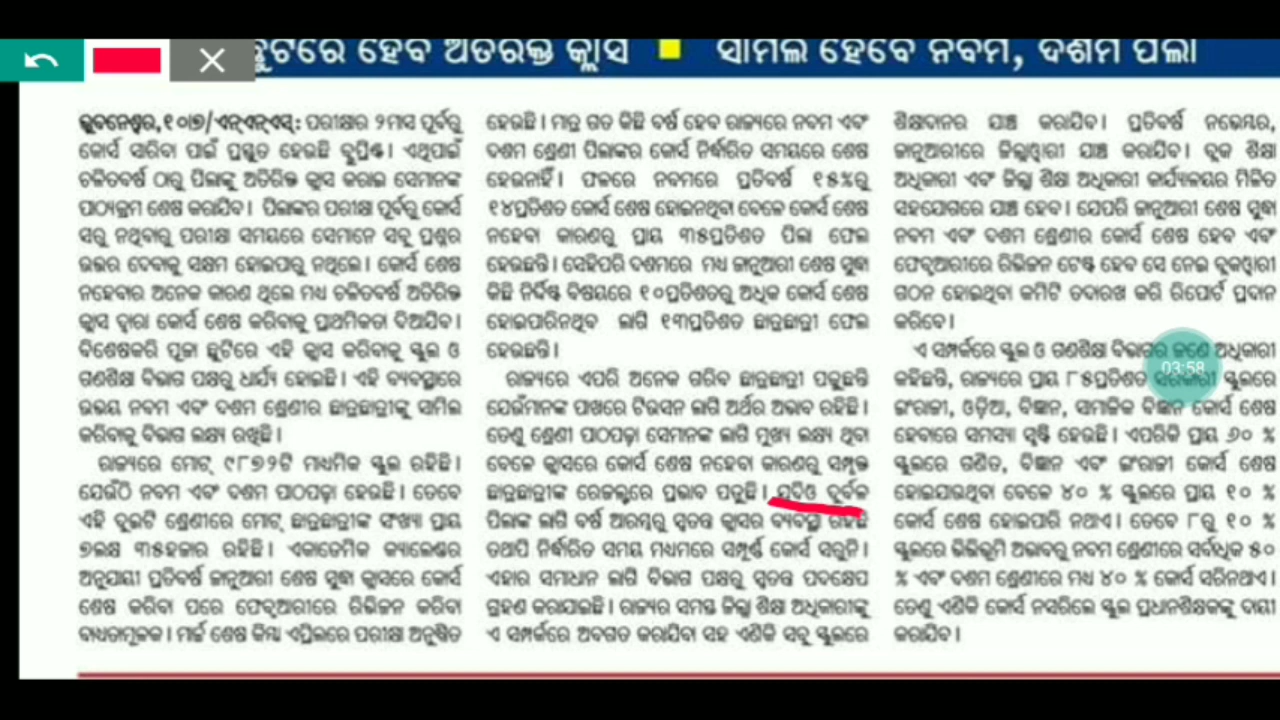 ଛୁଟିରେ ହେବ ଅତିରିକ୍ତ କ୍ଲାସ ■ ସାମିଲ ହେବେ ନବମ, ଦଶମ ପିଲା
ଭୁବନେଶ୍ୱର,୧୦ା୭/ଏନ୍‌ଏନ୍‌ଏସ୍‌: ପରୀକ୍ଷାର ୨ମାସ ପୂର୍ବରୁ
କୋର୍ସ ସାରିବା ପାଇଁ ପ୍ରସ୍ତୁତ ହେଉଛି ବ୍ଲୁପ୍ରିଣ୍ଟ। ଏଥିପାଇଁ
ଚଳିତବର୍ଷ ଠାରୁ ପିଲାଙ୍କୁ ଅତିରିକ୍ତ କ୍ଲାସ କରାଇ ସେମାନଙ୍କ
ପାଠ୍ୟକ୍ରମ ଶେଷ କରାଯିବ। ପିଲାଙ୍କର ପରୀକ୍ଷା ପୂର୍ବରୁ କୋର୍ସ
ସରୁ ନଥିବାରୁ ପରୀକ୍ଷା ସମୟରେ ସେମାନେ ସବୁ ପ୍ରଶ୍ନର
ଉତ୍ତର ଦେବାକୁ ସକ୍ଷମ ହୋଇପାରୁ ନଥିଲେ। କୋର୍ସ ଶେଷ
ନହେବାର ଅନେକ କାରଣ ଥିଲେ ମଧ୍ୟ ଚଳିତବର୍ଷ ଅତିରିକ୍ତ
କ୍ଲାସ ଦ୍ୱାରା କୋର୍ସ ଶେଷ କରିବାକୁ ପ୍ରାଥମିକତା ଦିଆଯିବ।
ବିଶେଷକରି ପୂଜା ଛୁଟିରେ ଏହି କ୍ଲାସ କରିବାକୁ ସ୍କୁଲ ଓ
ଗଣଶିକ୍ଷା ବିଭାଗ ପକ୍ଷରୁ ଧାର୍ଯ୍ୟ ହୋଇଛି। ଏହି ବ୍ୟବସ୍ଥାରେ
ଉଭୟ ନବମ ଏବଂ ଦଶମ ଶ୍ରେଣୀର ଛାତ୍ରଛାତ୍ରୀଙ୍କୁ ସାମିଲ
କରିବାକୁ ବିଭାଗ ଲକ୍ଷ୍ୟ ରଖିଛି।
ରାଜ୍ୟରେ ମୋଟ୍ ୯୮୭୨ଟି ମାଧ୍ୟମିକ ସ୍କୁଲ ରହିଛି।
ଯେଉଁଠି ନବମ ଏବଂ ଦଶମ ପାଠପଢ଼ା ହେଉଛି। ତେବେ
ଏହି ଦୁଇଟି ଶ୍ରେଣୀରେ ମୋଟ୍ ଛାତ୍ରଛାତ୍ରୀଙ୍କ ସଂଖ୍ୟା ପ୍ରାୟ
୭ଲକ୍ଷ ୩୫ହଜାର ରହିଛି। ଏକାଡେମିକ କ୍ୟାଲେଣ୍ଡର
ଅନୁଯାୟୀ ପ୍ରତିବର୍ଷ ଜାନୁଆରୀ ଶେଷ ସୁଦ୍ଧା କ୍ଲାସରେ କୋର୍ସ
ଶେଷ କରିବା ପରେ ଫେବୃଆରୀରେ ରିଭିଜନ କରିବା
ବାଧ୍ୟତାମୂଳକ। ମାର୍ଚ୍ଚ ଶେଷ କିମ୍ବା ଏପ୍ରିଲରେ ପରୀକ୍ଷା ଅନୁଷ୍ଠିତ
ହେଉଛି। ମାତ୍ର ଗତ କିଛି ବର୍ଷ ହେବ ରାଜ୍ୟରେ ନବମ ଏବଂ
ଦଶମ ଶ୍ରେଣୀ ପିଲାଙ୍କର କୋର୍ସ ନିର୍ଦ୍ଧାରିତ ସମୟରେ ଶେଷ
ହେଉନାହିଁ। ଫଳରେ ନବମରେ ପ୍ରତିବର୍ଷ ୧୫%ରୁ
୧୪ପ୍ରତିଶତ କୋର୍ସ ଶେଷ ହୋଇନଥିବା ବେଳେ କୋର୍ସ ଶେଷ
ନହେବା କାରଣରୁ ପ୍ରାୟ ୩୫ପ୍ରତିଶତ ପିଲା ଫେଲ
ହେଉଛନ୍ତି। ସେହିପରି ଦଶମରେ ମଧ୍ୟ ଜାନୁଆରୀ ଶେଷ ସୁଦ୍ଧା
କିଛି ନିର୍ଦ୍ଦିଷ୍ଟ ବିଷୟରେ ୧୦ପ୍ରତିଶତରୁ ଅଧିକ କୋର୍ସ ଶେଷ
ହୋଇପାରିନଥିବ ଲାଗି ୧୩ପ୍ରତିଶତ ଛାତ୍ରଛାତ୍ରୀ ଫେଲ
ହେଉଛନ୍ତି।
ରାଜ୍ୟରେ ଏପରି ଅନେକ ଗରିବ ଛାତ୍ରଛାତ୍ରୀ ପଢୁଛନ୍ତି
ଯେଉଁମାନଙ୍କ ପାଖରେ ଟିଉସନ ଲାଗି ଅର୍ଥର ଅଭାବ ରହିଛି।
ତେଣୁ ଶ୍ରେଣୀ ପାଠପଢ଼ା ସେମାନଙ୍କ ଲାଗି ମୁଖ୍ୟ ଲକ୍ଷ୍ୟ ଥିବା
ବେଳେ କ୍ଲାସରେ କୋର୍ସ ଶେଷ ନହେବା କାରଣରୁ ସମ୍ପୃକ୍ତ
ଛାତ୍ରଛାତ୍ରୀଙ୍କ ରେଜଲ୍ଟରେ ପ୍ରଭାବ ପଡୁଛି। ଯଦିଓ ଦୁର୍ବଳ
ପିଲାଙ୍କ ଲାଗି ବର୍ଷ ଆରମ୍ଭରୁ ସ୍ୱତନ୍ତ୍ର କ୍ଲାସର ବ୍ୟବସ୍ଥା ରହିଛି
ତଥାପି ନିର୍ଦ୍ଧାରିତ ସମୟ ମଧ୍ୟମରେ ସମ୍ପୂର୍ଣ୍ଣ କୋର୍ସ ସରୁନି।
ଏହାର ସମାଧାନ ଲାଗି ବିଭାଗ ପକ୍ଷରୁ ସ୍ୱତନ୍ତ୍ର ପଦକ୍ଷେପ
ଗ୍ରହଣ କରାଯାଇଛି। ରାଜ୍ୟର ସମସ୍ତ ଜିଲ୍ଲା ଶିକ୍ଷା ଅଧିକାରୀଙ୍କୁ
ଏ ସମ୍ପର୍କରେ ଅବଗତ କରାଯିବା ସହ ଏଣିକି ସବୁ ସ୍କୁଲରେ
ଶିକ୍ଷାଦାନର ଯାଞ୍ଚ କରାଯିବ। ପ୍ରତିବର୍ଷ ନଭେମ୍ବର,
ଜାନୁଆରୀରେ ଜିଲ୍ଲାୱାରୀ ଯାଞ୍ଚ କରାଯିବ। ବ୍ଲକ ଶିକ୍ଷା
ଅଧିକାରୀ ଏବଂ ଜିଲ୍ଲା ଶିକ୍ଷା ଅଧିକାରୀ କାର୍ଯ୍ୟାଳୟର ମିଳିତ
ସହଯୋଗରେ ଯାଞ୍ଚ ହେବ। ଯେପରି ଜାନୁଆରୀ ଶେଷ ସୁଦ୍ଧା
ନବମ ଏବଂ ଦଶମ ଶ୍ରେଣୀର କୋର୍ସ ଶେଷ ହେବ ଏବଂ
ଫେବୃଆରୀରେ ରିଭିଜନ ଟେଷ୍ଟ ହେବ ସେ ନେଇ ବ୍ଲକୱାରୀ
ଗଠନ ହୋଇଥିବା କମିଟି ତଦାରଖ କରି ରିପୋର୍ଟ ପ୍ରଦାନ
କରିବେ।
ଏ ସମ୍ପର୍କରେ ସ୍କୁଲ ଓ ଗଣଶିକ୍ଷା ବିଭାଗର ଜଣେ ଅଧିକାରୀ
କହିଛନ୍ତି, ରାଜ୍ୟରେ ପ୍ରାୟ ୮୫ପ୍ରତିଶତ ସରକାରୀ ସ୍କୁଲରେ
03:58
ଇଂରାଜୀ, ଓଡ଼ିଆ, ବିଜ୍ଞାନ, ସାମାଜିକ ବିଜ୍ଞାନ କୋର୍ସ ଶେଷ
ହେବାରେ ସମସ୍ୟା ସୃଷ୍ଟି ହେଉଛି। ଏପରିକି ପ୍ରାୟ ୬୦ %
ସ୍କୁଲରେ ଗଣିତ, ବିଜ୍ଞାନ ଏବଂ ଇଂରାଜୀ କୋର୍ସ ଶେଷ
ହୋଇଯାଉଥିବା ବେଳେ ୪୦ % ସ୍କୁଲରେ ପ୍ରାୟ ୧୦ %
କୋର୍ସ ଶେଷ ହୋଇପାରି ନଥାଏ। ତେବେ ୮ରୁ ୧୦ %
ସ୍କୁଲରେ ଭିତ୍ତିଭୂମି ଅଭାବରୁ ନବମ ଶ୍ରେଣୀରେ ସର୍ବାଧିକ ୫୦
% ଏବଂ ଦଶମ ଶ୍ରେଣୀରେ ମଧ୍ୟ ୪୦ % କୋର୍ସ ସରିନଥାଏ।
ତେଣୁ ଏଣିକି କୋର୍ସ ନସରିଲେ ସ୍କୁଲ ପ୍ରଧାନଶିକ୍ଷକଙ୍କୁ ଦାୟୀ
କରାଯିବ।